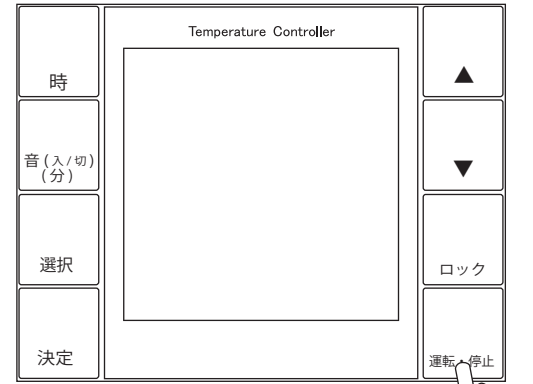 Temperature Controller
時
音(入/切)
(分)
選択
決定
▲
▼
ロック
運転・停止